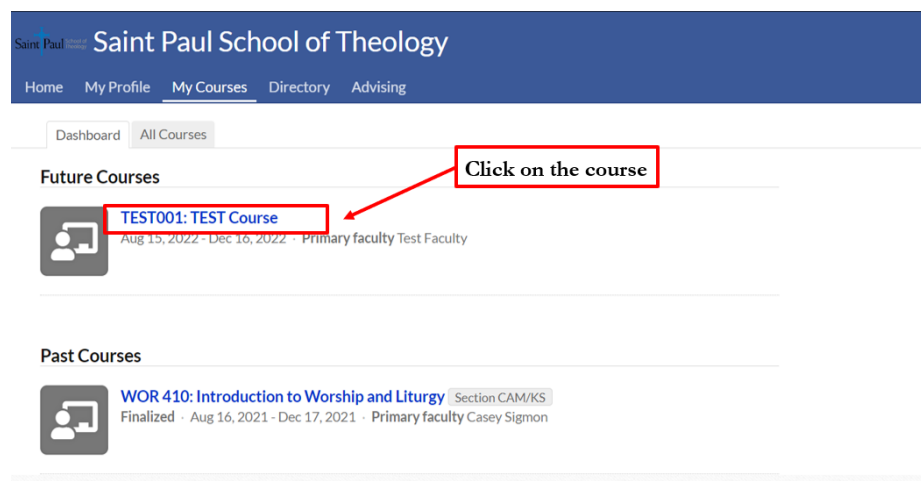 Saint Paul Saint Paul School of Theology
Home My Profile My Courses Directory Advising
Dashboard All Courses
Click on the course
Future Courses
TEST001: TEST Course
Aug 15, 2022 - Dec 16, 2022 · Primary faculty Test Faculty
Past Courses
WOR 410: Introduction to Worship and Liturgy Section CAM/KS
Finalized · Aug 16, 2021 - Dec 17, 2021 · Primary faculty Casey Sigmon